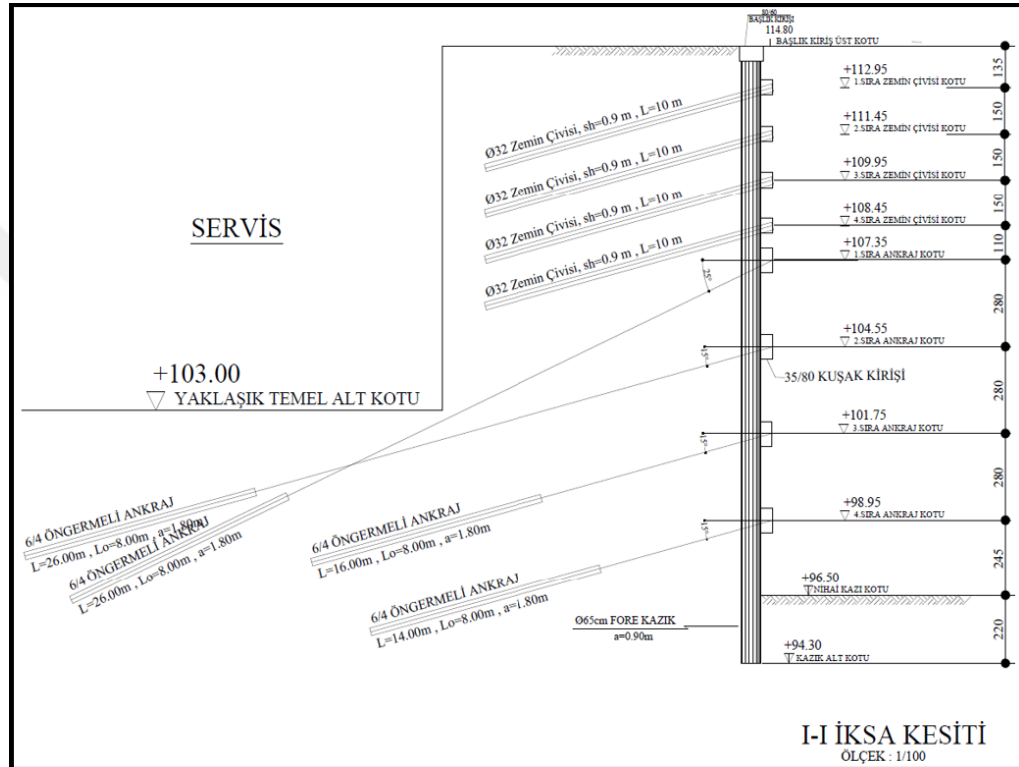 80/60
BAŞLIK KİRİŞİ
114.80
BAŞLIK KİRİŞ ÜST KOTU
135
+112.95
1.SIRA ZEMİN ÇİVİSİ KOTU
150
+111.45
2.SIRA ZEMİN ÇİVİSİ KOTU
150
+109.95
3.SIRA ZEMİN ÇİVİSİ KOTU
150
+108.45
4.SIRA ZEMİN ÇİVİSİ KOTU
110
+107.35
1.SIRA ANKRAJ KOTU
280
+104.55
2.SIRA ANKRAJ KOTU
35/80 KUŞAK KİRİŞİ
280
+101.75
3.SIRA ANKRAJ KOTU
280
+98.95
4.SIRA ANKRAJ KOTU
245
+96.50
NİHAİ KAZI KOTU
220
+94.30
KAZIK ALT KOTU
Ø32 Zemin Çivisi, sh=0.9 m , L=10 m
Ø32 Zemin Çivisi, sh=0.9 m , L=10 m
Ø32 Zemin Çivisi, sh=0.9 m , L=10 m
Ø32 Zemin Çivisi, sh=0.9 m , L=10 m
SERVİS
25°
15°
15°
15°
+103.00
YAKLAŞIK TEMEL ALT KOTU
6/4 ÖNGERMELİ ANKRAJ
L=26.00m , Lo=8.00m , a=1.80m
6/4 ÖNGERMELİ ANKRAJ
L=26.00m , Lo=8.00m , a=1.80m
6/4 ÖNGERMELİ ANKRAJ
L=16.00m , Lo=8.00m , a=1.80m
6/4 ÖNGERMELİ ANKRAJ
L=14.00m , Lo=8.00m , a=1.80m
Ø65cm FORE KAZIK
a=0.90m
I-I İKSA KESİTİ
ÖLÇEK : 1/100